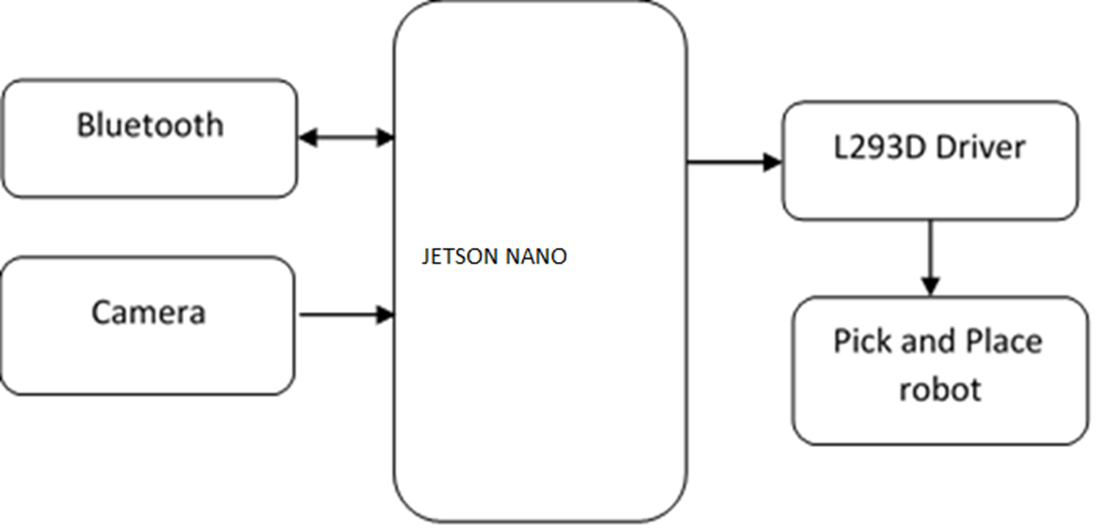 Bluetooth
Camera
JETSON NANO
L293D Driver
Pick and Place
robot